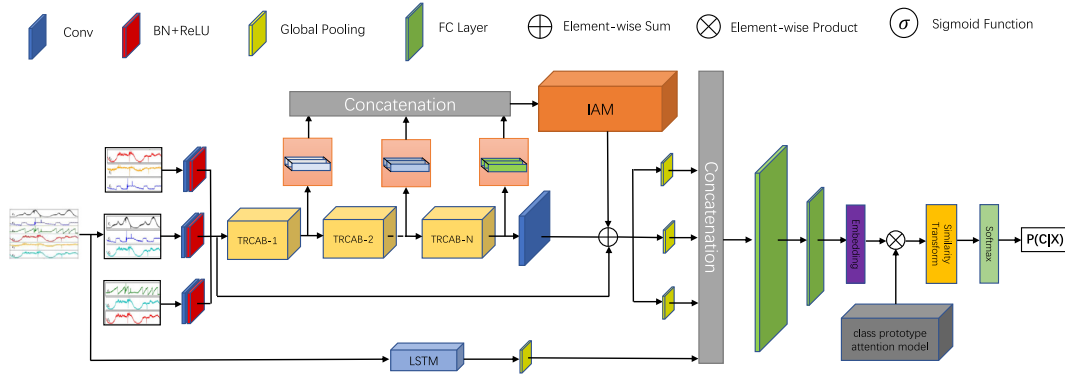 Conv
BN+ReLU
Global Pooling
FC Layer
Element-wise Sum
Element-wise Product
σ
Sigmoid Function
Concatenation
IAM
TRCAB-1
TRCAB-2
TRCAB-N
LSTM
Concatenation
Embedding
Similarity
Transform
Softmax
P(C|X)
class prototype
attention model